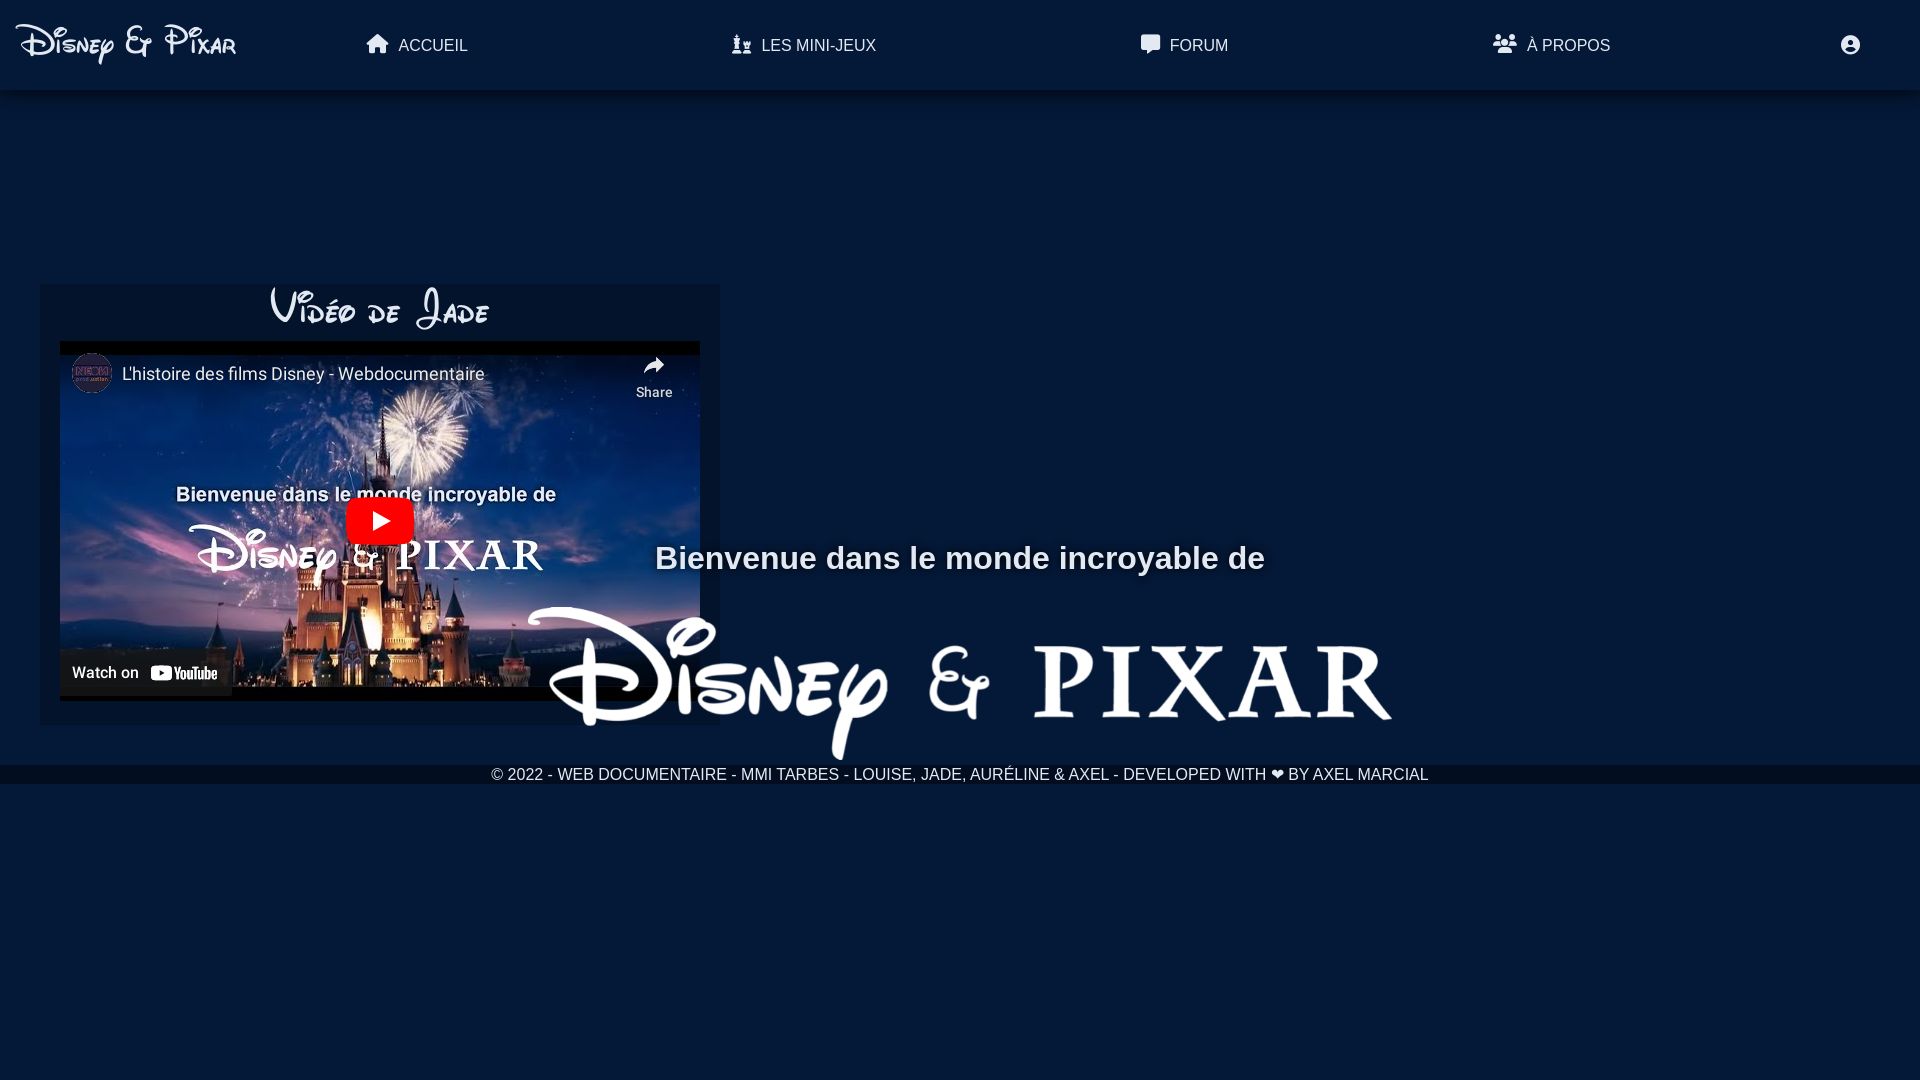 Disney & Pixar
ACCUEIL
LES MINI-JEUX
FORUM
À PROPOS
Vidéo de Jade
L'histoire des films Disney - Webdocumentaire
Share
Bienvenue dans le monde incroyable de
Disney & PIXAR
Watch on YouTube
Bienvenue dans le monde incroyable de
Disney & PIXAR
© 2022 - WEB DOCUMENTAIRE - MMI TARBES - LOUISE, JADE, AURÉLINE & AXEL - DEVELOPED WITH ❤ BY AXEL MARCIAL